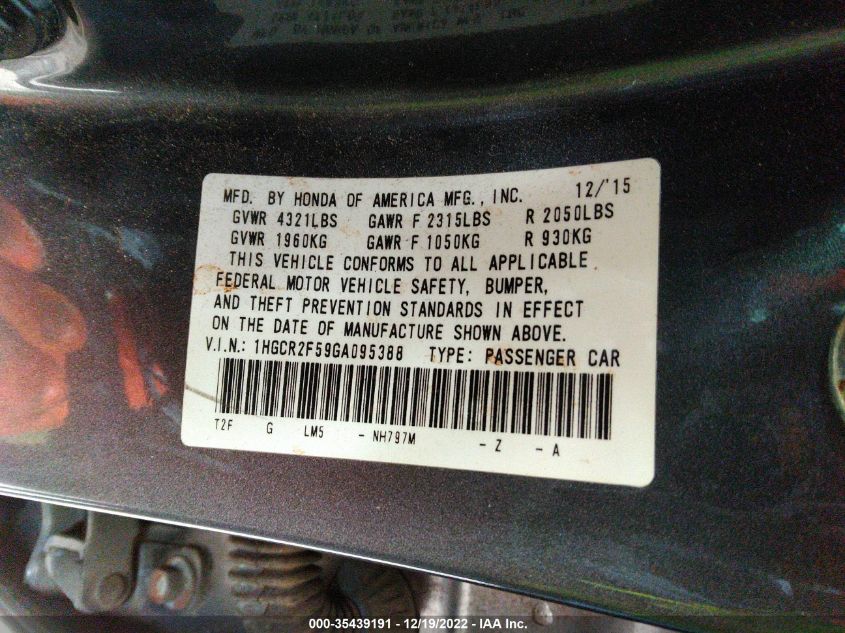 MFD. BY HONDA OF AMERICA MFG., INC. 12/'15
GVWR 4321LBS GAWR F 2315LBS R 2050LBS
GVWR 1960KG GAWR F 1050KG R 930KG
THIS VEHICLE CONFORMS TO ALL APPLICABLE
FEDERAL MOTOR VEHICLE SAFETY, BUMPER,
AND THEFT PREVENTION STANDARDS IN EFFECT
ON THE DATE OF MANUFACTURE SHOWN ABOVE.
V.I.N.: 1HGCR2F59GA095388 TYPE: PASSENGER CAR
T2F G LM5 - NH797M - Z - A
000-35439191 - 12/19/2022 - IAA Inc.